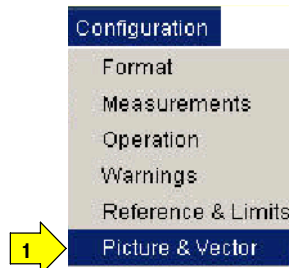 Configuration
Format
Measurements
Operation
Warnings
Reference & Limits
1 Picture & Vector